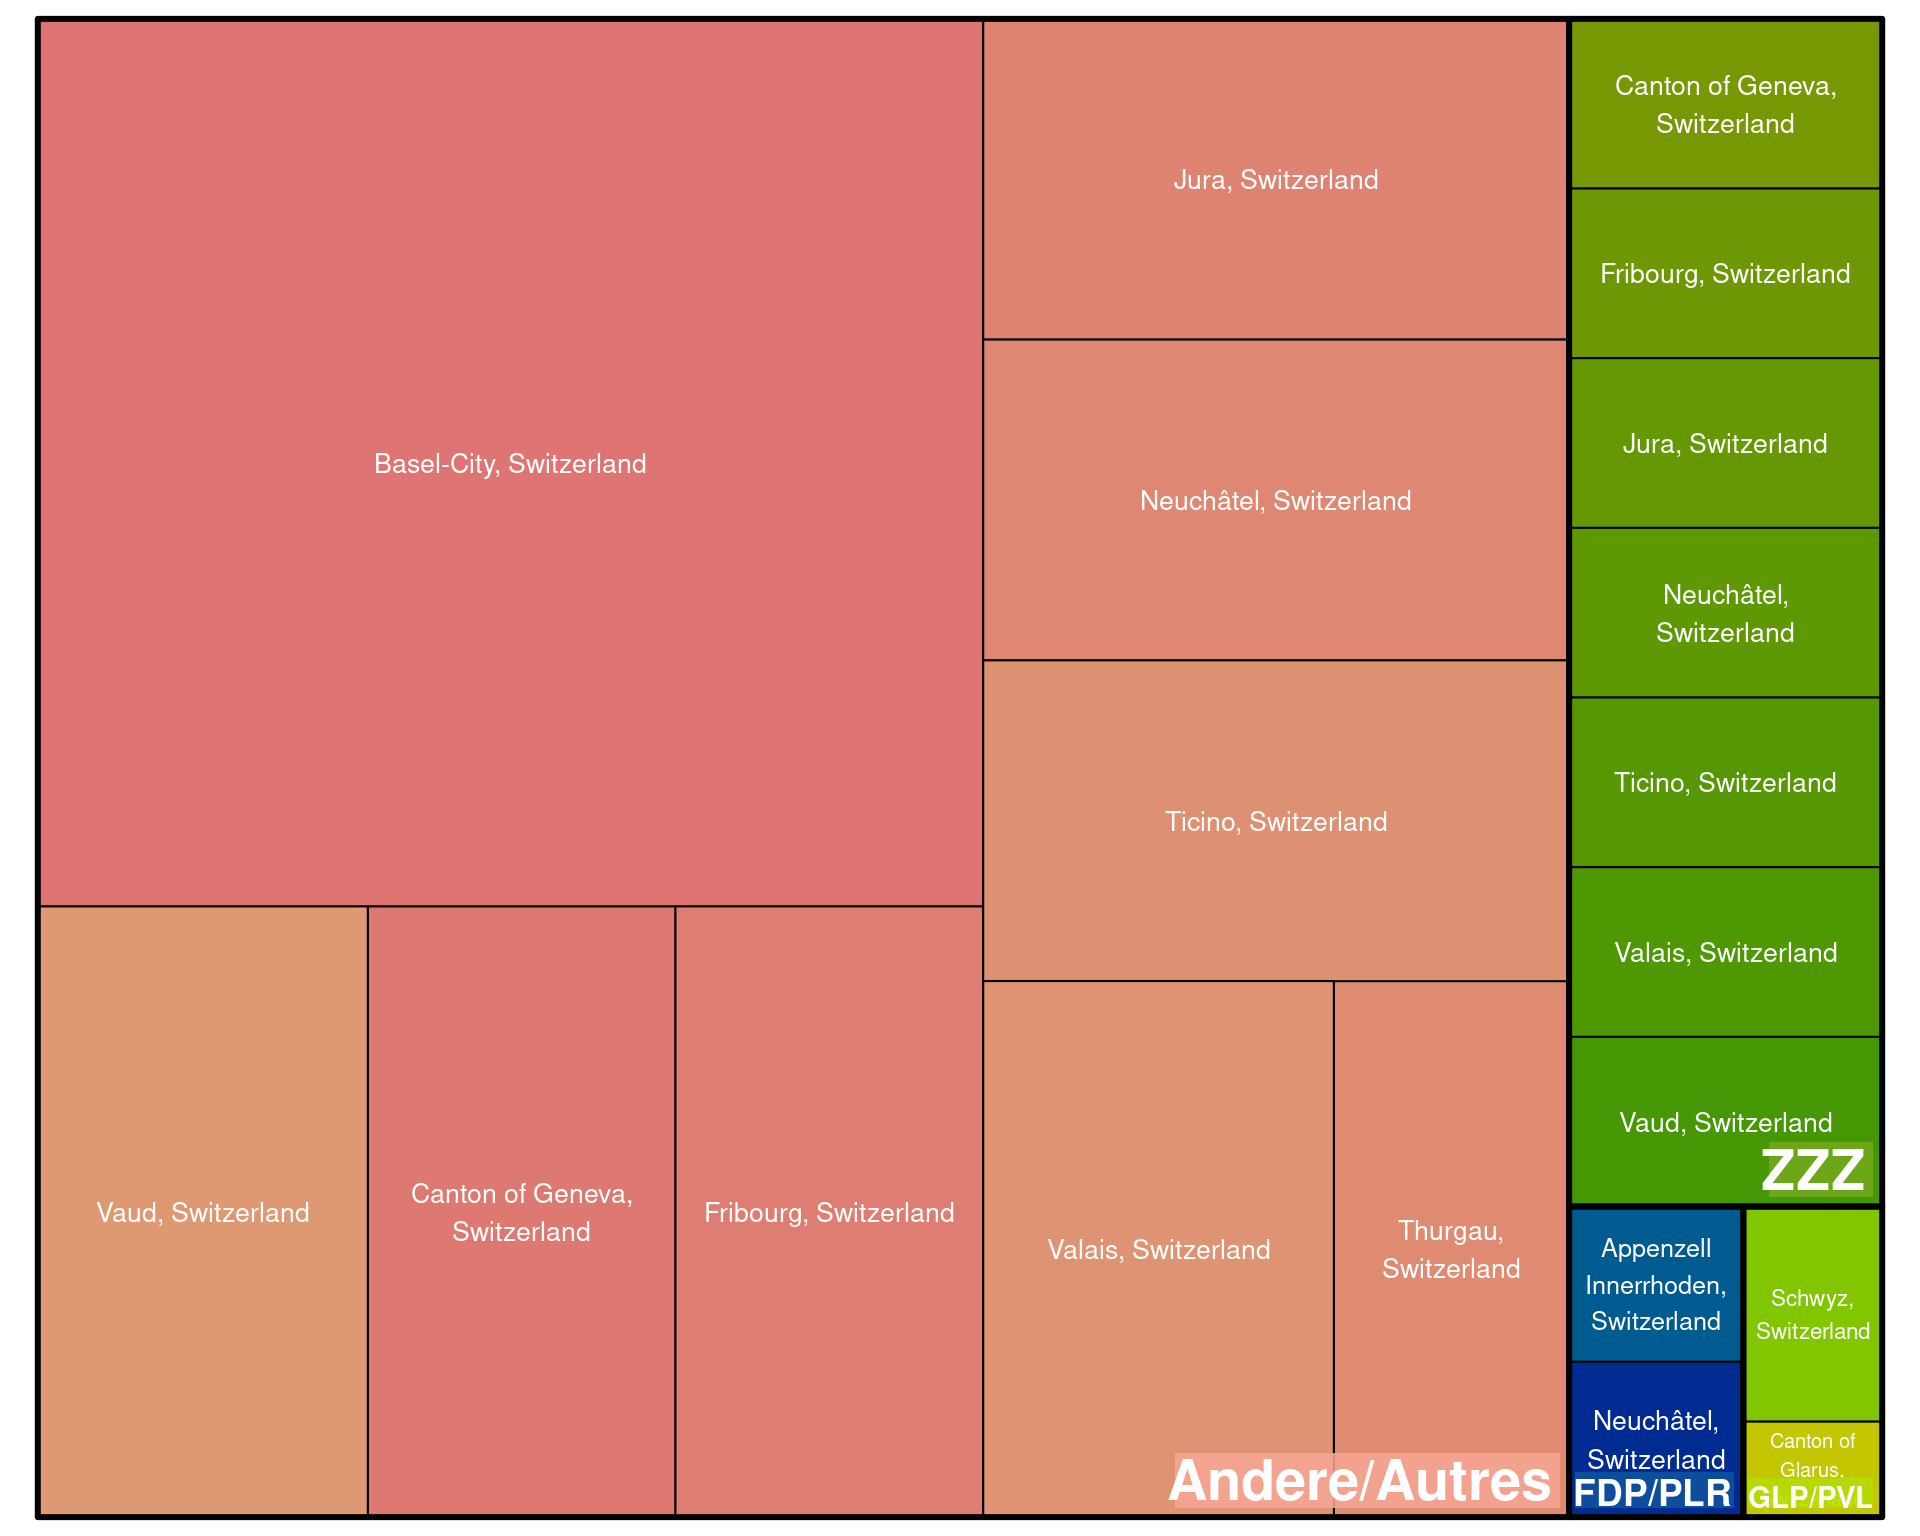 Basel-City, Switzerland
Vaud, Switzerland
Canton of Geneva,
Switzerland
Fribourg, Switzerland
Jura, Switzerland
Neuchâtel, Switzerland
Ticino, Switzerland
Valais, Switzerland
Thurgau,
Switzerland
Andere/Autres
Canton of Geneva,
Switzerland
Fribourg, Switzerland
Jura, Switzerland
Neuchâtel,
Switzerland
Ticino, Switzerland
Valais, Switzerland
Vaud, Switzerland
ZZZ
Appenzell
Innerrhoden,
Switzerland
Neuchâtel,
Switzerland
FDP/PLR
Schwyz,
Switzerland
Canton of
Glarus,
GLP/PVL